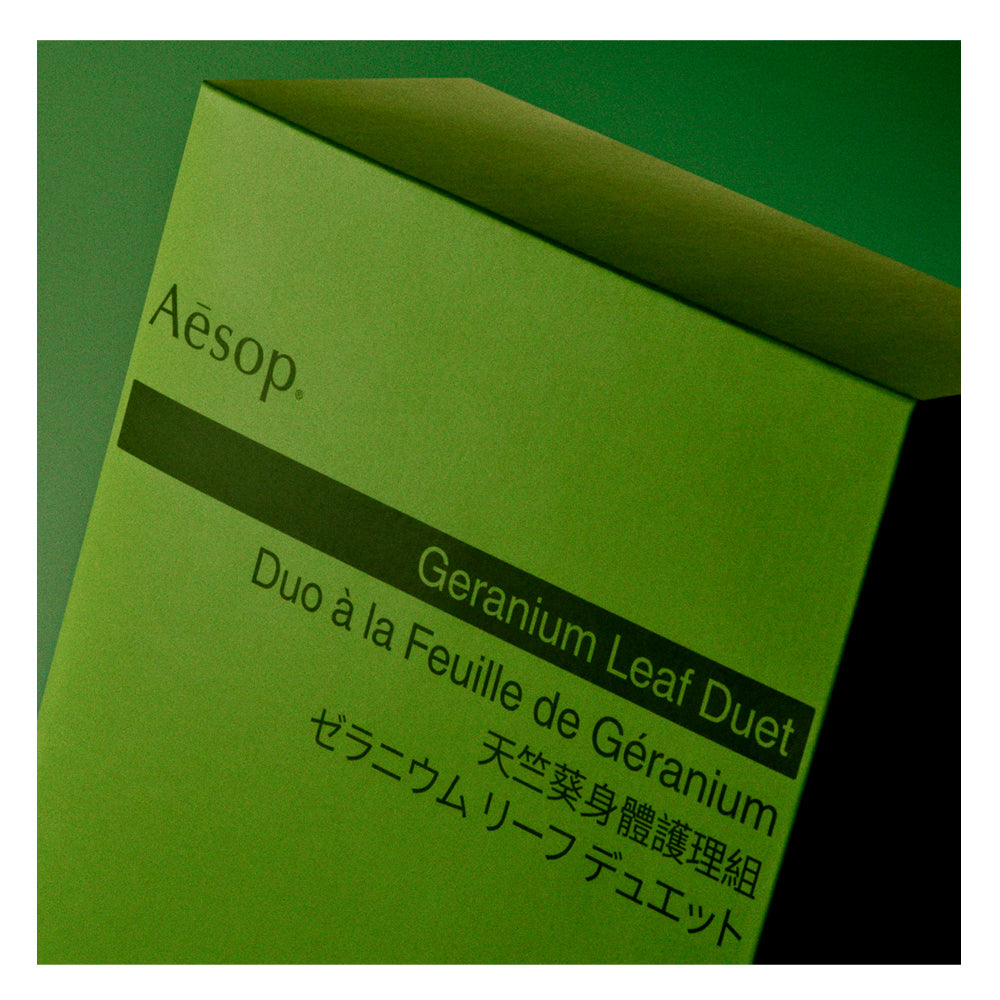 Aēsop.®
Geranium Leaf Duet
Duo à la Feuille de Géranium
天竺葵身體護理組
ゼラニウム リーフ デュエット